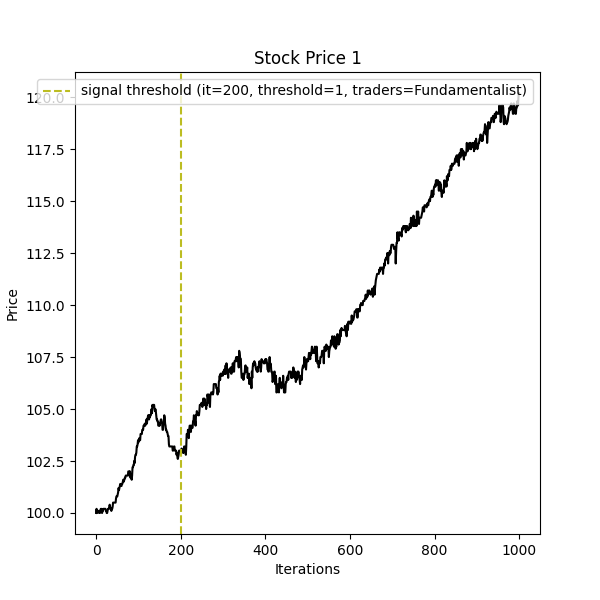 Stock Price 1
signal threshold (it=200, threshold=1, traders=Fundamentalist)
120.0
117.5
115.0
112.5
110.0
107.5
105.0
102.5
100.0
Price
0 200 400 600 800 1000
Iterations